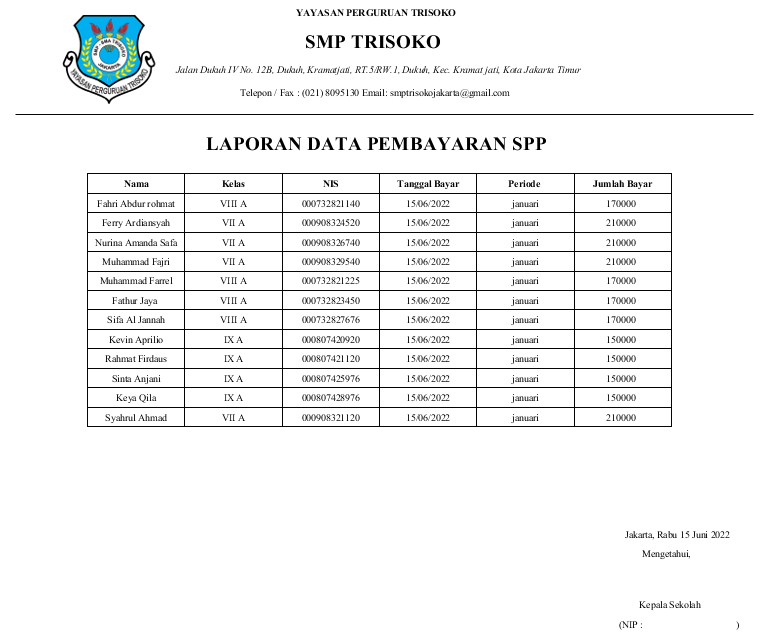 YAYASAN PERGURUAN TRISOKO
SMP TRISOKO
SMP - SMA TRISOKO
JAKARTA
YAYASAN PERGURUAN TRISOKO
Jalan Dukuh IV No. 12B, Dukuh, Kramatjati, RT.5/RW.1, Dukuh, Kec. Kramat jati, Kota Jakarta Timur
Telepon / Fax : (021) 8095130 Email: smptrisokojakarta@gmail.com
LAPORAN DATA PEMBAYARAN SPP
Nama Kelas NIS Tanggal Bayar Periode Jumlah Bayar
Fahri Abdur rohmat VIII A 000732821140 15/06/2022 januari 170000
Ferry Ardiansyah VII A 000908324520 15/06/2022 januari 210000
Nurina Amanda Safa VII A 000908326740 15/06/2022 januari 210000
Muhammad Fajri VII A 000908329540 15/06/2022 januari 210000
Muhammad Farrel VIII A 000732821225 15/06/2022 januari 170000
Fathur Jaya VIII A 000732823450 15/06/2022 januari 170000
Sifa Al Jannah VIII A 000732827676 15/06/2022 januari 170000
Kevin Aprilio IX A 000807420920 15/06/2022 januari 150000
Rahmat Firdaus IX A 000807421120 15/06/2022 januari 150000
Sinta Anjani IX A 000807425976 15/06/2022 januari 150000
Keya Qila IX A 000807428976 15/06/2022 januari 150000
Syahrul Ahmad VII A 000908321120 15/06/2022 januari 210000
Jakarta, Rabu 15 Juni 2022
Mengetahui,
Kepala Sekolah
(NIP : )